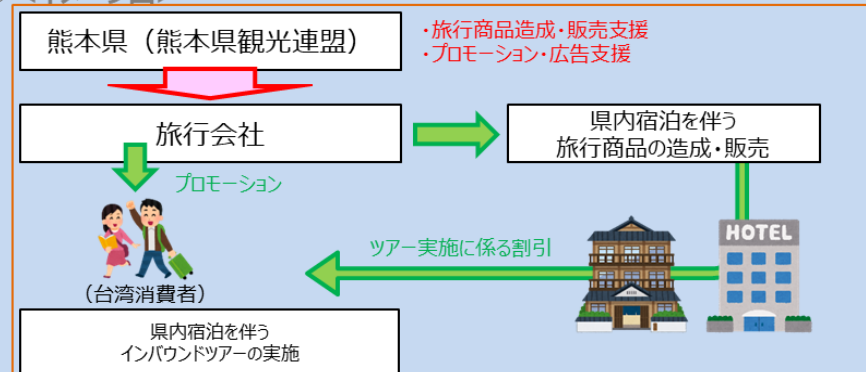 熊本県（熊本県観光連盟）
・旅行商品造成・販売支援
・プロモーション・広告支援
旅行会社
県内宿泊を伴う
旅行商品の造成・販売
プロモーション
HOTEL
ツアー実施に係る割引
（台湾消費者）
県内宿泊を伴う
インバウンドツアーの実施